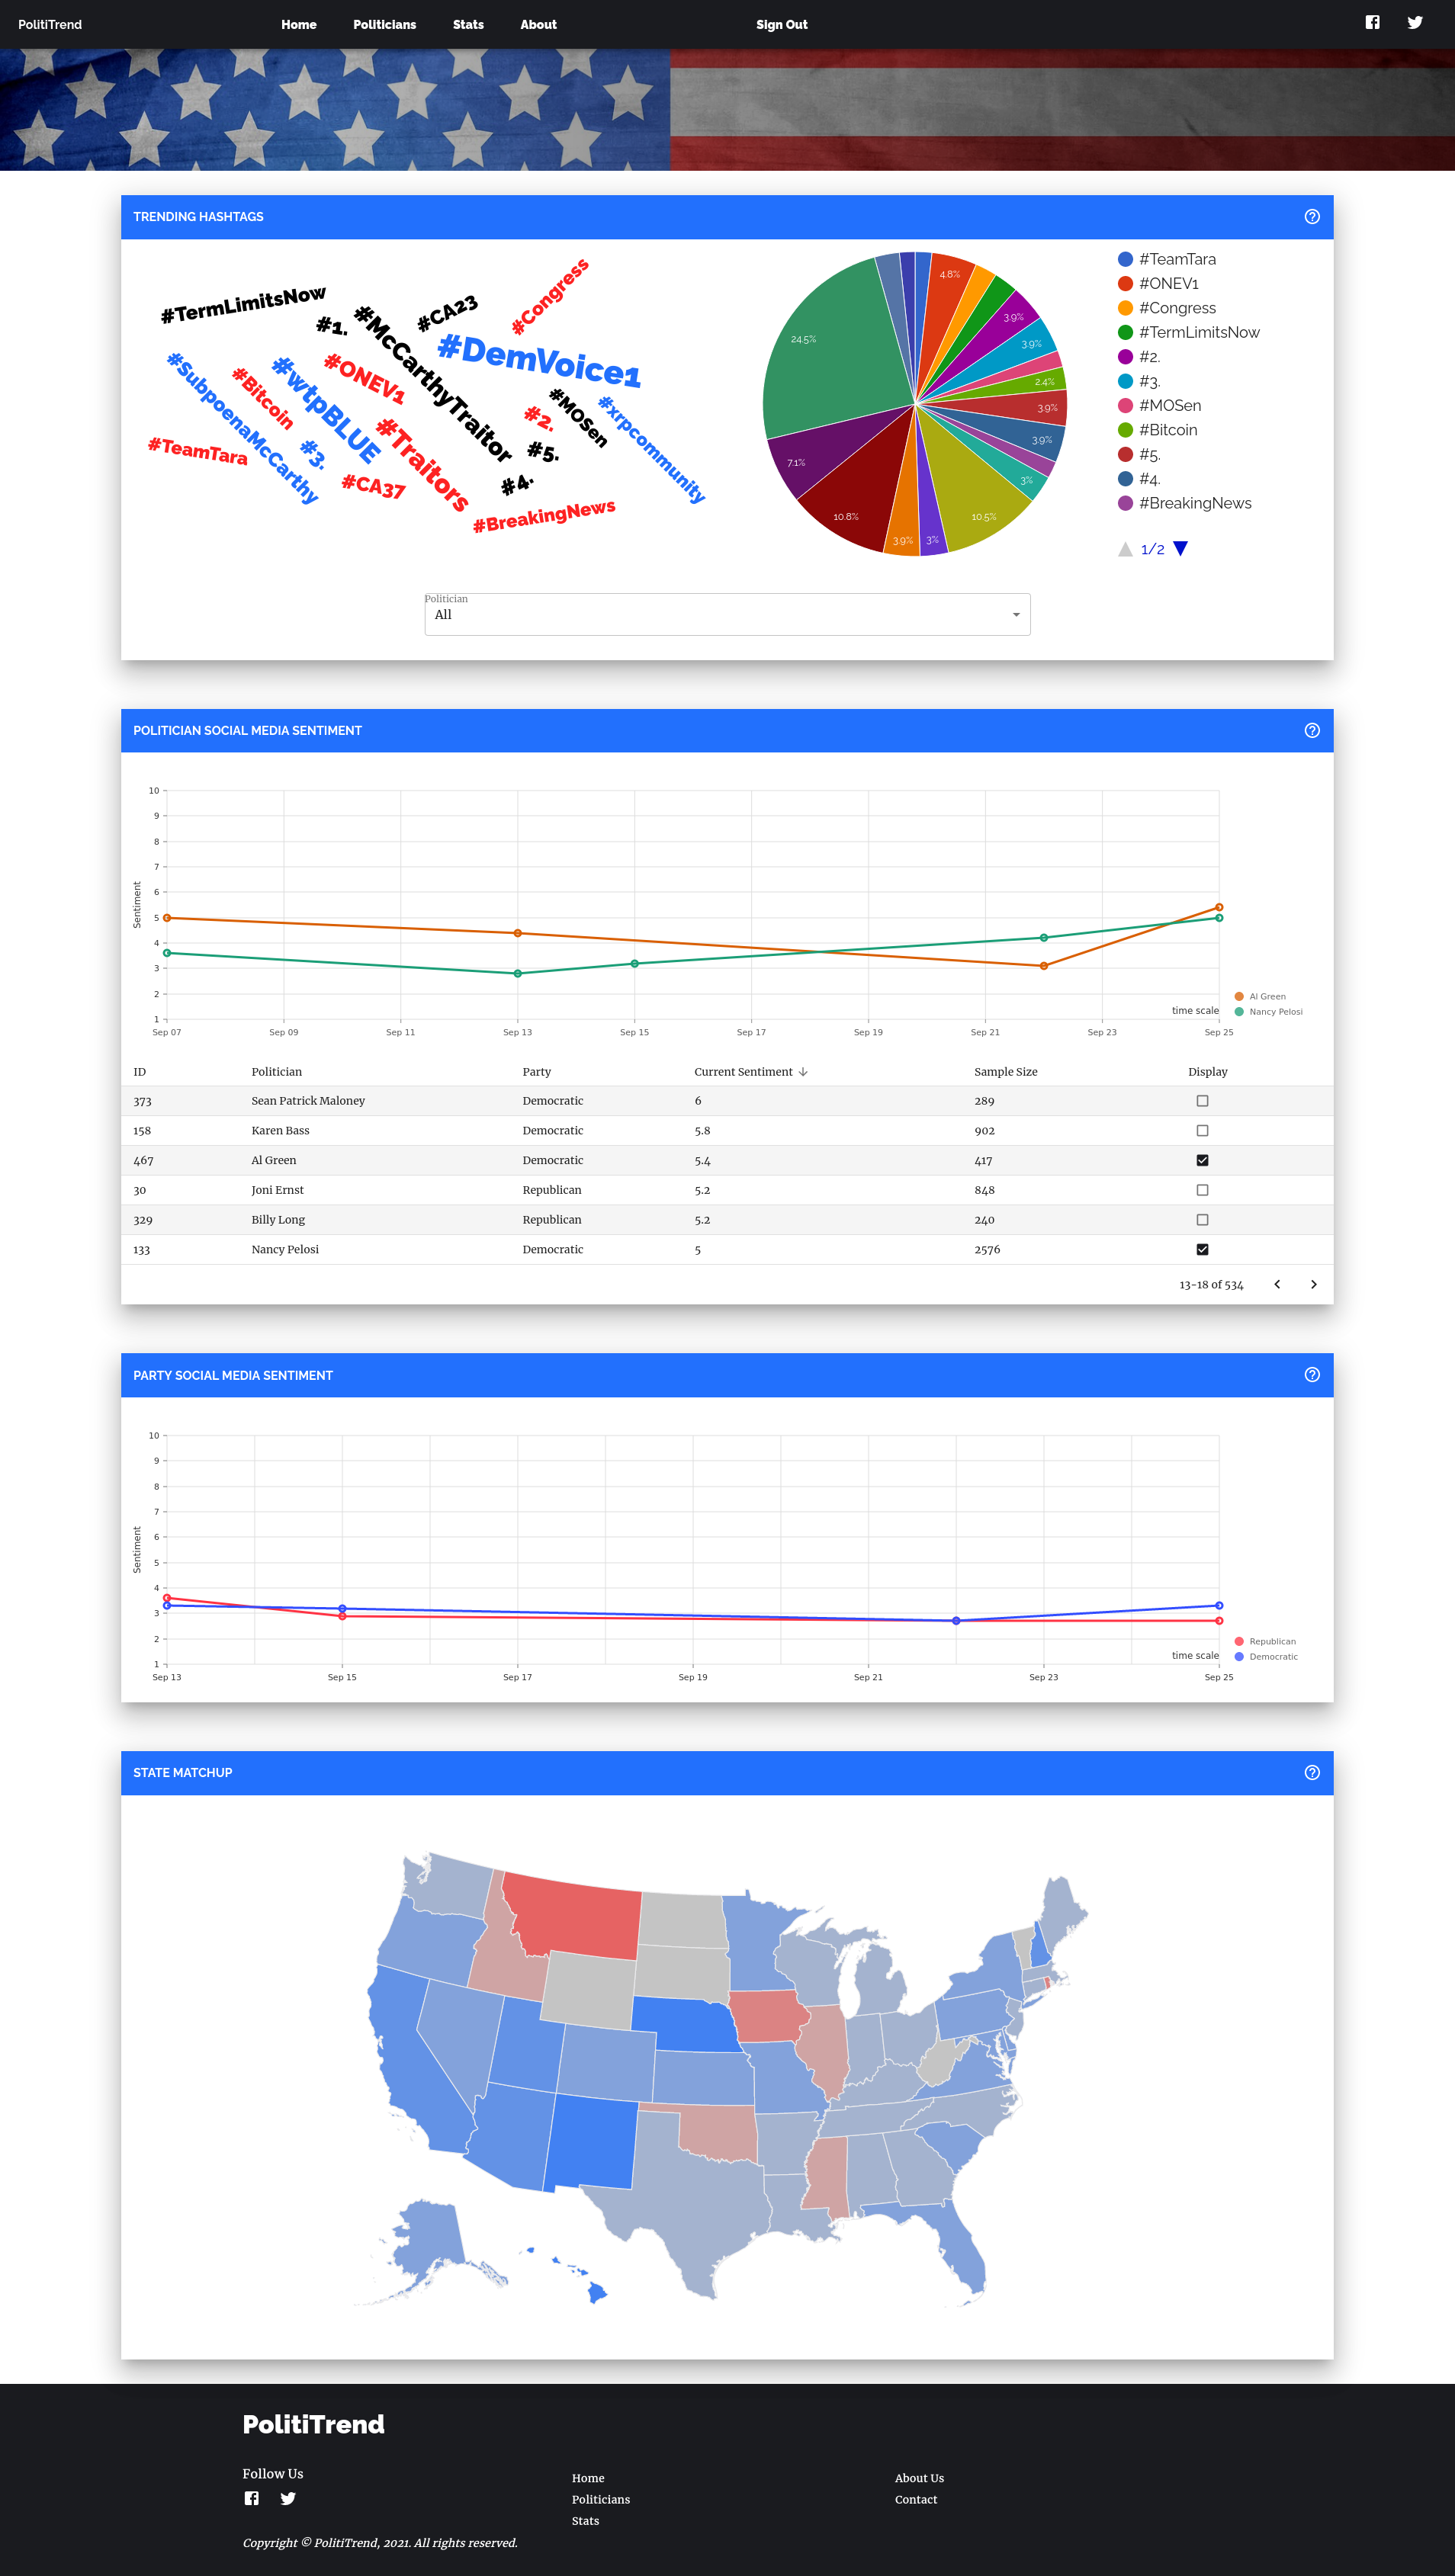 PolitiTrend Home Politicians Stats About Sign Out
TRENDING HASHTAGS
#TermLimitsNow
#1.
#McCarthyTraitor
#CA23
#Congress
#DemVoice1
#SubpoenaMcCarthy
#Bitcoin
#wtpBLUE
#ONEV1
#Traitors
#2.
#MOSen
#xrpcommunity
#TeamTara
#3.
#CA37
#5.
#4.
#BreakingNews
4.8%
3.9%
3.9%
2.4%
3.9%
3.9%
3%
10.5%
3%
3.9%
10.8%
7.1%
24.5%
#TeamTara
#ONEV1
#Congress
#TermLimitsNow
#2.
#3.
#MOSen
#Bitcoin
#5.
#4.
#BreakingNews
1/2
Politician
All
POLITICIAN SOCIAL MEDIA SENTIMENT
10
9
8
7
6
5
4
3
2
1
Sentiment
time scale
Al Green
Nancy Pelosi
Sep 07 Sep 09 Sep 11 Sep 13 Sep 15 Sep 17 Sep 19 Sep 21 Sep 23 Sep 25
ID Politician Party Current Sentiment Sample Size Display
373 Sean Patrick Maloney Democratic 6 289
158 Karen Bass Democratic 5.8 902
467 Al Green Democratic 5.4 417
30 Joni Ernst Republican 5.2 848
329 Billy Long Republican 5.2 240
133 Nancy Pelosi Democratic 5 2576
13-18 of 534
PARTY SOCIAL MEDIA SENTIMENT
10
9
8
7
6
5
4
3
2
1
Sentiment
time scale
Republican
Democratic
Sep 13 Sep 15 Sep 17 Sep 19 Sep 21 Sep 23 Sep 25
STATE MATCHUP
PolitiTrend
Follow Us
Home
Politicians
Stats
About Us
Contact
Copyright © PolitiTrend, 2021. All rights reserved.